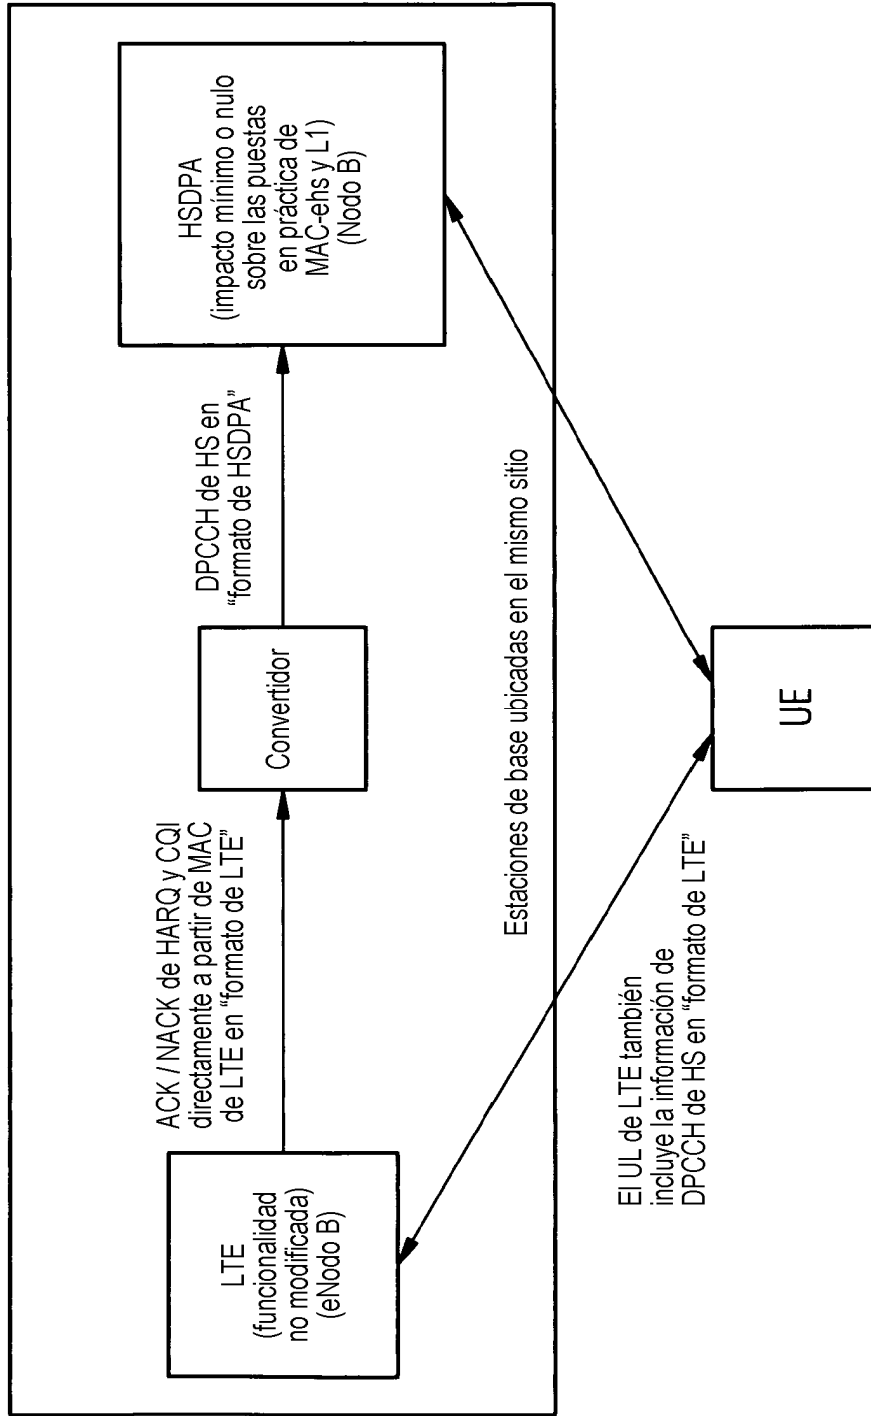 LTE
(funcionalidad
no modificada)
(eNodo B)
ACK / NACK de HARQ y CQI
directamente a partir de MAC
de LTE en “formato de LTE”
Convertidor
DPCCH de HS en
“formato de HSDPA”
HSDPA
(impacto mínimo o nulo
sobre las puestas
en práctica de
MAC-ehs y L1)
(Nodo B)
Estaciones de base ubicadas en el mismo sitio
El UL de LTE también
incluye la información de
DPCCH de HS en “formato de LTE”
UE